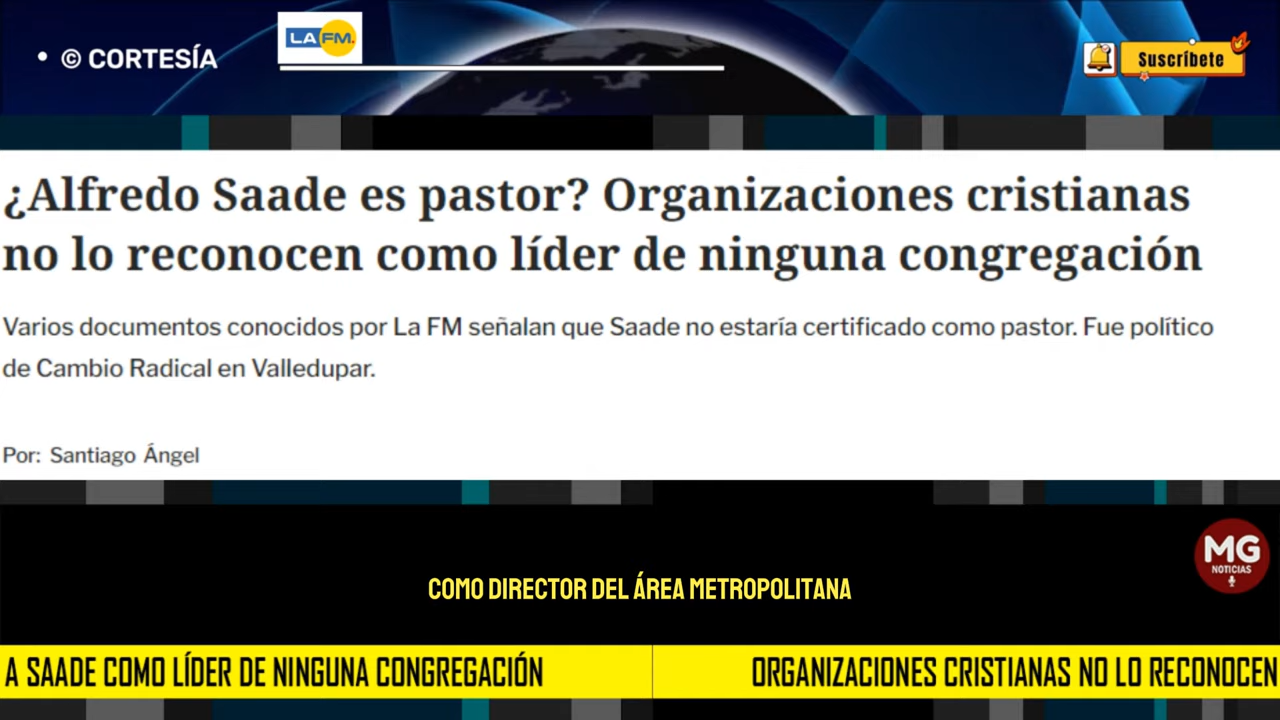 • © CORTESÍA
LA FM.
Suscríbete
¿Alfredo Saade es pastor? Organizaciones cristianas
no lo reconocen como líder de ninguna congregación
Varios documentos conocidos por La FM señalan que Saade no estaría certificado como pastor. Fue político
de Cambio Radical en Valledupar.
Por: Santiago Ángel
MG
NOTICIAS
COMO DIRECTOR DEL ÁREA METROPOLITANA
A SAADE COMO LÍDER DE NINGUNA CONGREGACIÓN
ORGANIZACIONES CRISTIANAS NO LO RECONOCEN